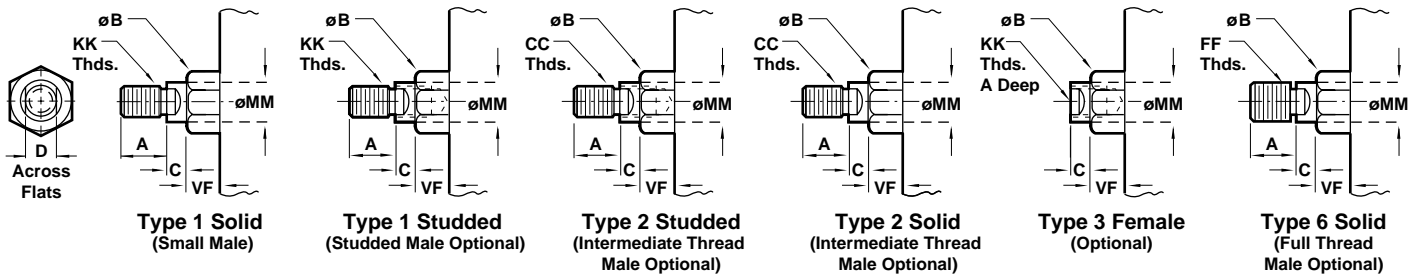 D
Across
Flats
øB
KK
Thds.
øMM
A
C
VF
Type 1 Solid
(Small Male)
øB
KK
Thds.
øMM
A
C
VF
Type 1 Studded
(Studded Male Optional)
øB
CC
Thds.
øMM
A
C
VF
Type 2 Studded
(Intermediate Thread
Male Optional)
øB
CC
Thds.
øMM
A
C
VF
Type 2 Solid
(Intermediate Thread
Male Optional)
øB
KK
Thds.
A Deep
øMM
C
VF
Type 3 Female
(Optional)
øB
FF
Thds.
øMM
A
C
VF
Type 6 Solid
(Full Thread
Male Optional)